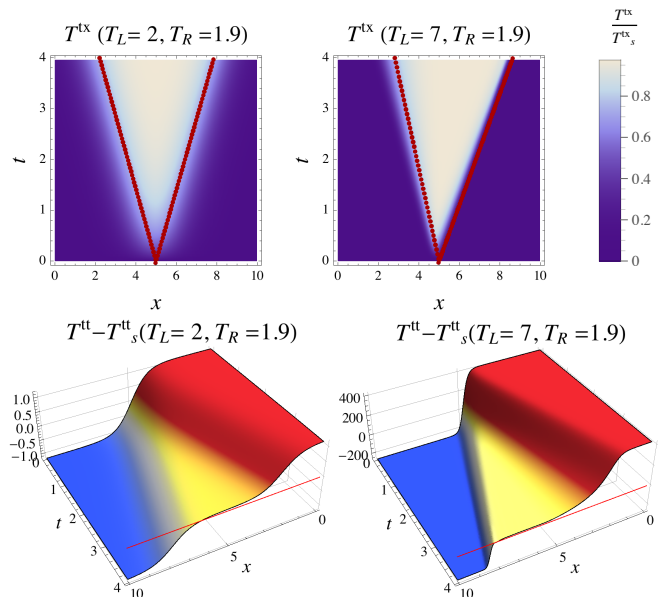 T^tx (T_L= 2, T_R =1.9)
T^tx (T_L= 7, T_R =1.9)
T^tx
T^tx_s
4
3
2
1
0
t
0 2 4 6 8 10
x
4
3
2
1
0
t
0 2 4 6 8 10
x
0.8
0.6
0.4
0.2
0
T^tt−T^tt_s(T_L= 2, T_R =1.9)
T^tt−T^tt_s(T_L= 7, T_R =1.9)
1.0
0.5
0.0
−0.5
−1.0
0
1
2
3
4
t
10
5
0
x
400
200
0
−200
0
1
2
3
4
t
10
5
0
x